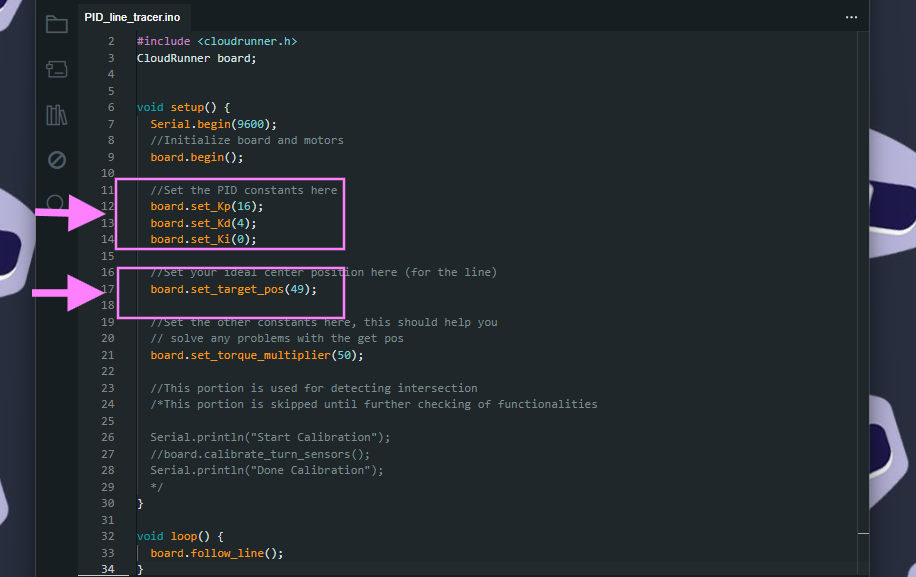 PID_line_tracer.ino
2 #include <cloudrunner.h>
3 CloudRunner board;
4
5
6 void setup() {
7 Serial.begin(9600);
8 //Initialize board and motors
9 board.begin();
10
11 //Set the PID constants here
12 board.set_Kp(16);
13 board.set_Kd(4);
14 board.set_Ki(0);
15
16 //Set your ideal center position here (for the line)
17 board.set_target_pos(49);
18
19 //Set the other constants here, this should help you
20 // solve any problems with the get pos
21 board.set_torque_multiplier(50);
22
23 //This portion is used for detecting intersection
24 /*This portion is skipped until further checking of functionalities
25
26 Serial.println("Start Calibration");
27 //board.calibrate_turn_sensors();
28 Serial.println("Done Calibration");
29 */
30 }
31
32 void loop() {
33 board.follow_line();
34 }